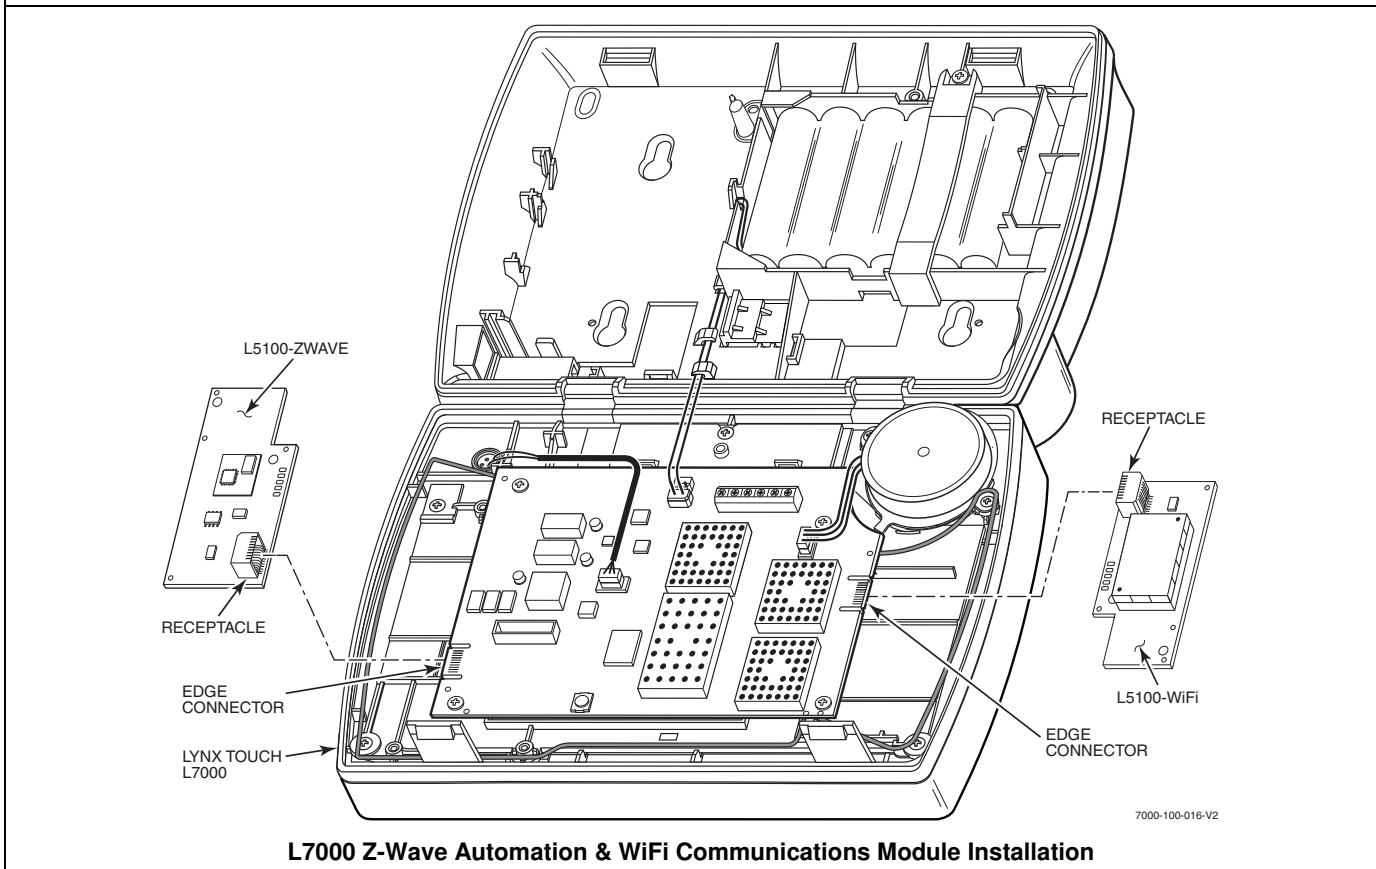 L5100-ZWAVE
RECEPTACLE
RECEPTACLE
EDGE
CONNECTOR
L5100-WiFi
EDGE
CONNECTOR
LYNX TOUCH
L7000
7000-100-016-V2
L7000 Z-Wave Automation & WiFi Communications Module Installation